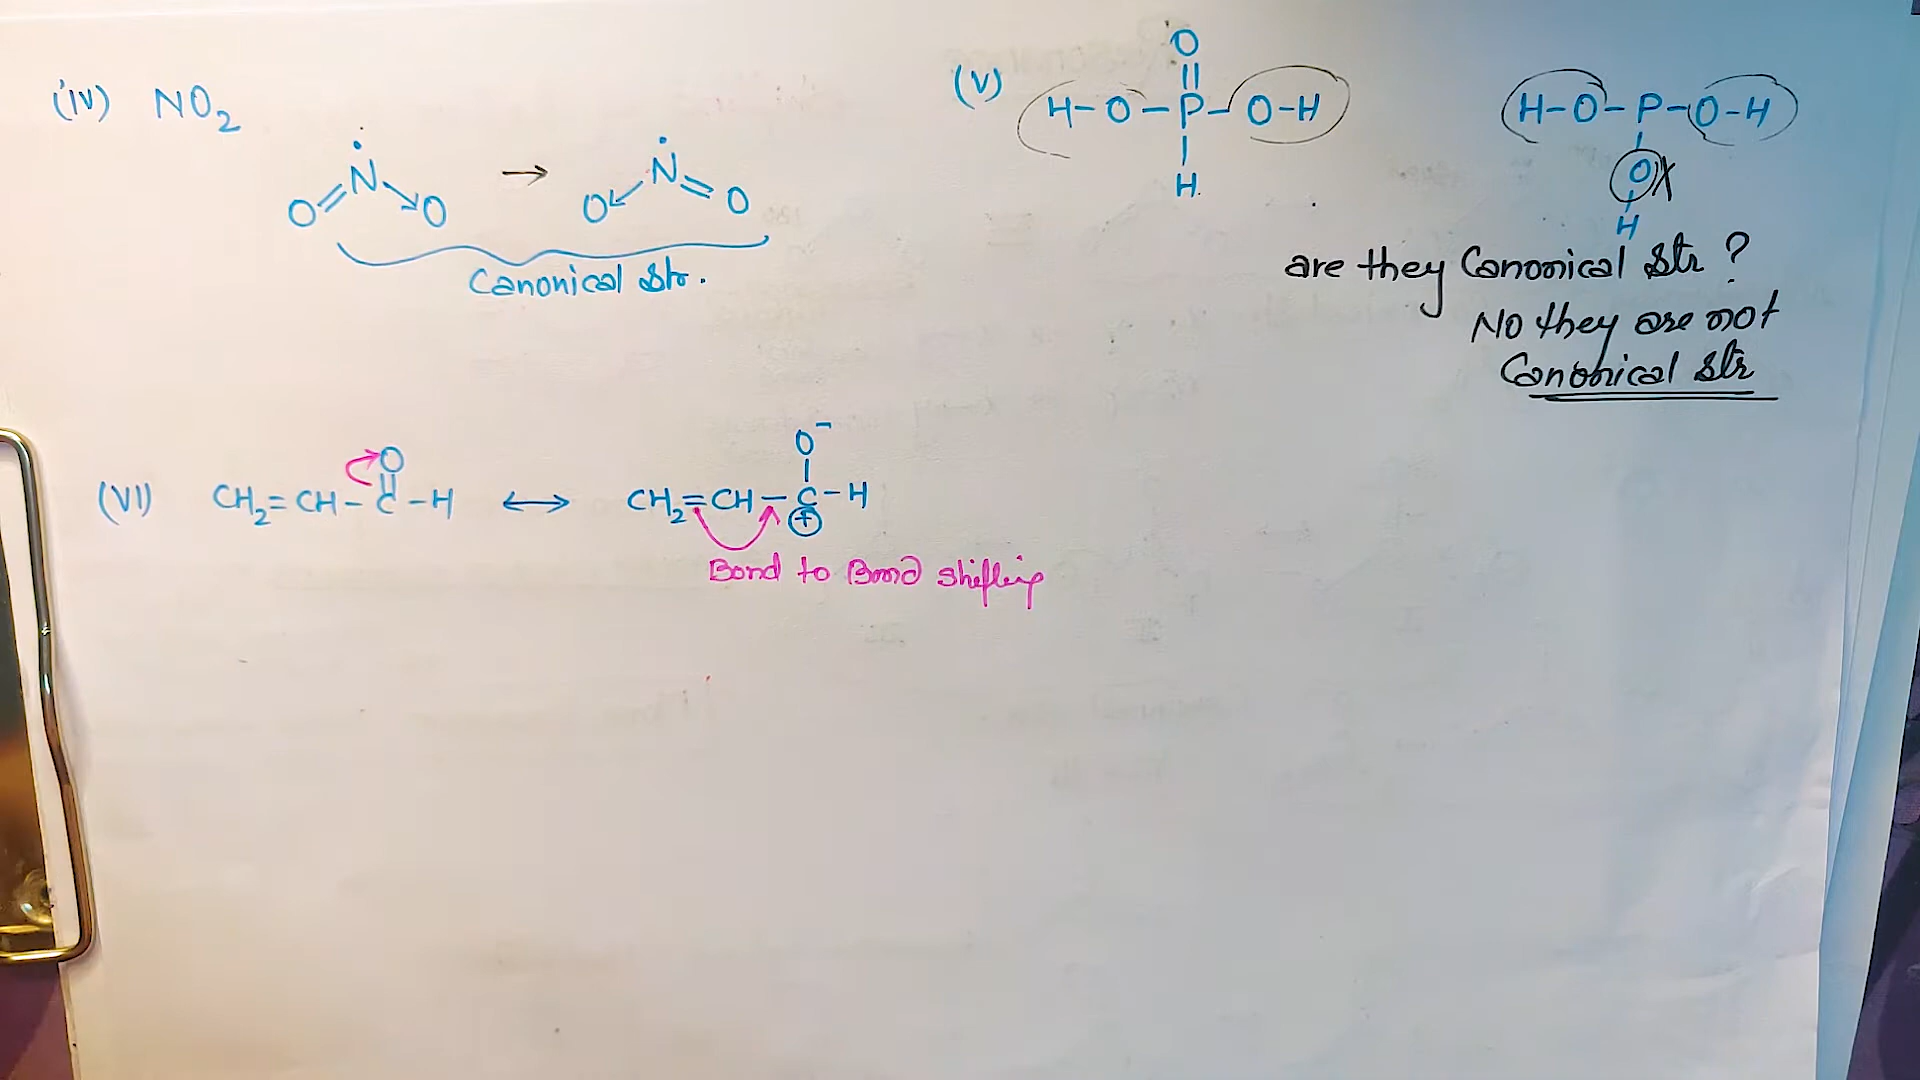 (iv) NO2
O=N→O → O←N=O
Canonical Str.
(V)
O
H-O-P-O-H
H
H-O-P-O-H
O
H
are they Canonical Str ?
No they are not
Canonical Str
(VI) CH2=CH-C-H ↔ CH2=CH-C-H
O
O-
+
Bond to Bond shifting